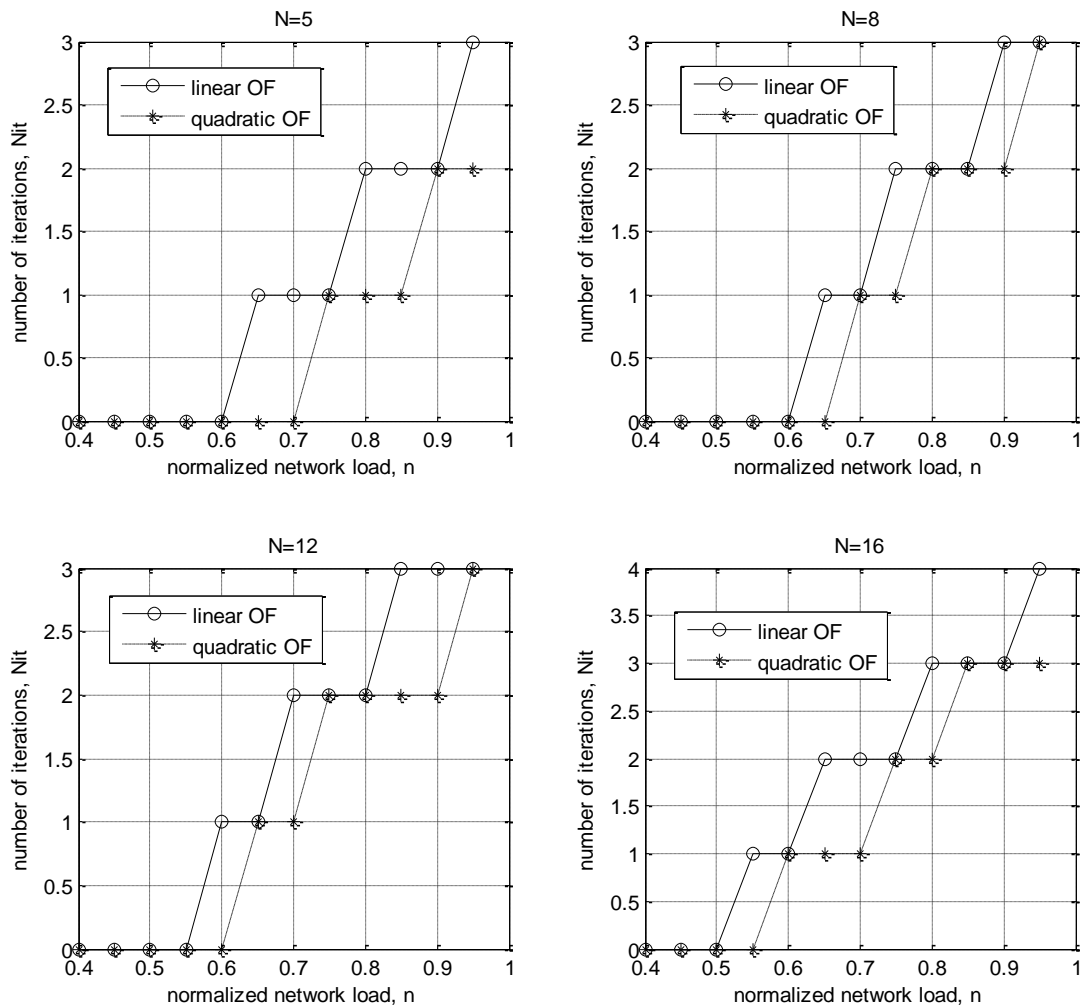 N=5
3
2.5
2
1.5
1
0.5
0
number of iterations, Nit
linear OF
quadratic OF
0.4 0.5 0.6 0.7 0.8 0.9 1
normalized network load, n
N=8
3
2.5
2
1.5
1
0.5
0
number of iterations, Nit
linear OF
quadratic OF
0.4 0.5 0.6 0.7 0.8 0.9 1
normalized network load, n
N=12
3
2.5
2
1.5
1
0.5
0
number of iterations, Nit
linear OF
quadratic OF
0.4 0.5 0.6 0.7 0.8 0.9 1
normalized network load, n
N=16
4
3.5
3
2.5
2
1.5
1
0.5
0
number of iterations, Nit
linear OF
quadratic OF
0.4 0.5 0.6 0.7 0.8 0.9 1
normalized network load, n